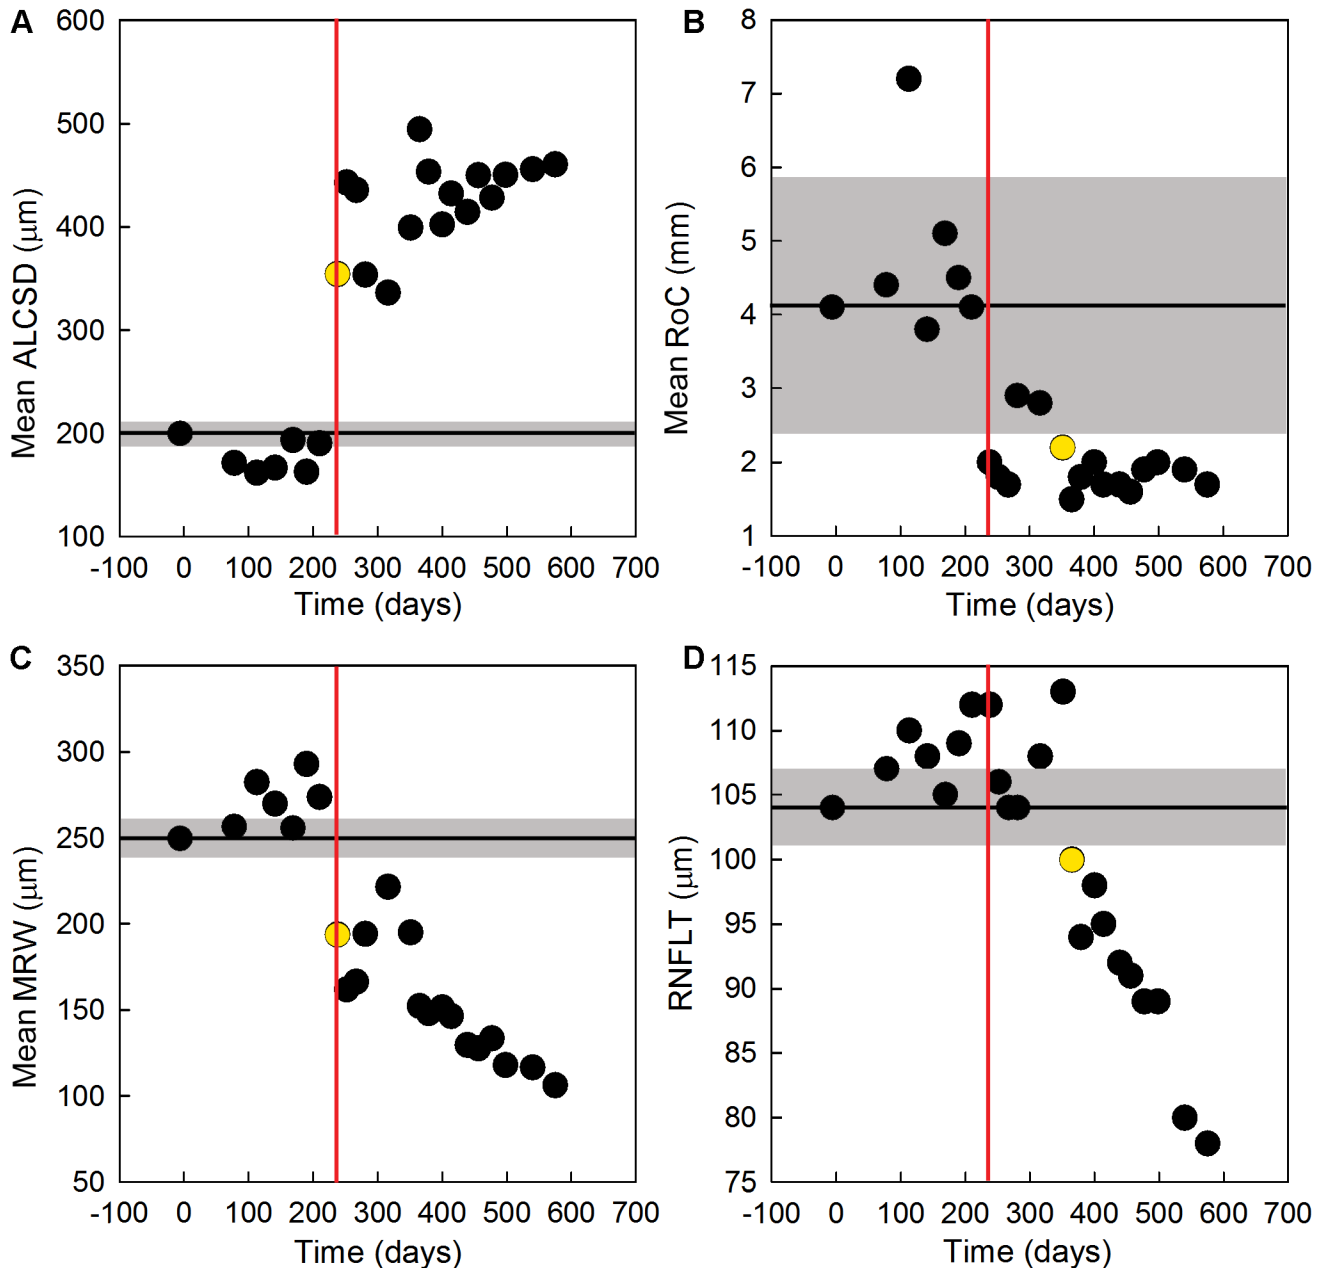 A
600
500
400
300
200
100
Mean ALCSD (μm)
-100 0 100 200 300 400 500 600 700
Time (days)
B
8
7
6
5
4
3
2
1
Mean RoC (mm)
-100 0 100 200 300 400 500 600 700
Time (days)
C
350
300
250
200
150
100
50
Mean MRW (μm)
-100 0 100 200 300 400 500 600 700
Time (days)
D
115
110
105
100
95
90
85
80
75
RNFLT (μm)
-100 0 100 200 300 400 500 600 700
Time (days)